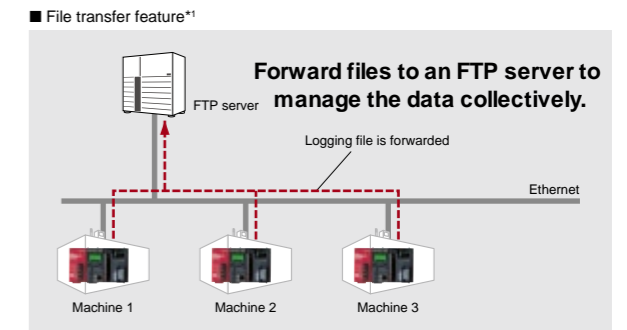 ■ File transfer feature*1
Forward files to an FTP server to
manage the data collectively.
FTP server
Logging file is forwarded
Ethernet
Machine 1
Machine 2
Machine 3